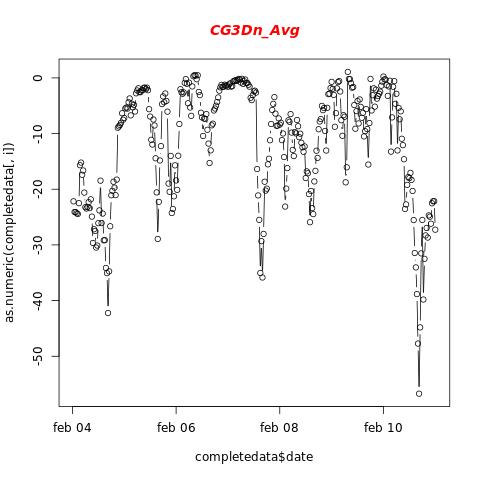 CG3Dn_Avg
as.numeric(completedata[, i])
0
-10
-20
-30
-40
-50
feb 04
feb 06
feb 08
feb 10
completedata$date